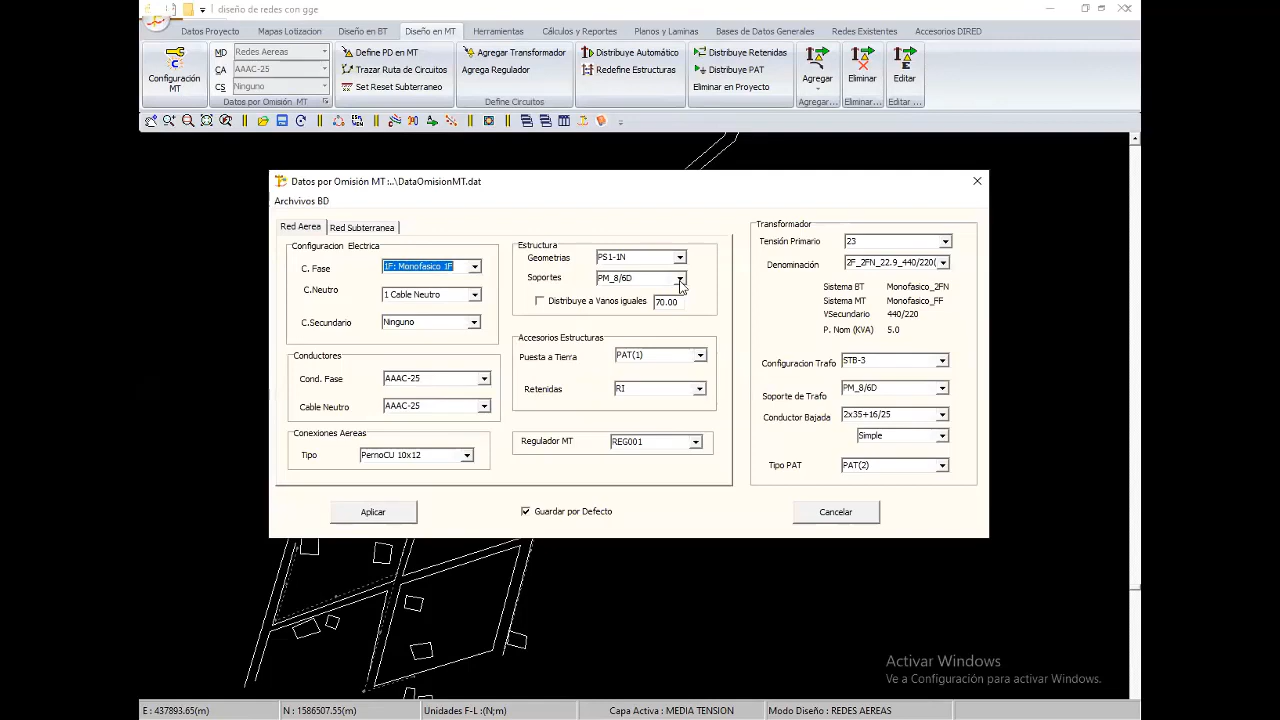 diseño de redes con gge
Datos Proyecto
Mapas Lotizacion
Diseño en BT
Diseño en MT
Herramientas
Cálculos y Reportes
Planos y Laminas
Bases de Datos Generales
Redes Existentes
Accesorios DIRED
Configuración
MT
MD Redes Aereas
CA AAAC-25
CS Ninguno
Datos por Omisión MT
Define PD en MT
Trazar Ruta de Circuitos
Set Reset Subterraneo
Agregar Transformador
Agrega Regulador
Define Circuitos
Distribuye Automático
Redefine Estructuras
Distribuye Retenidas
Distribuye PAT
Eliminar en Proyecto
Agregar
Agregar...
Eliminar
Eliminar...
Editar
Editar ...
Datos por Omisión MT :..\DataOmisionMT.dat
Archvivos BD
Red Aerea
Red Subterranea
Configuracion Electrica
C. Fase 1F: Monofasico 1F
C.Neutro 1 Cable Neutro
C.Secundario Ninguno
Conductores
Cond. Fase AAAC-25
Cable Neutro AAAC-25
Conexiones Aereas
Tipo PernoCU 10x12
Estructura
Geometrias PS1-1N
Soportes PM_8/6D
Distribuye a Vanos iguales 70.00
Accesorios Estructuras
Puesta a Tierra PAT(1)
Retenidas RI
Regulador MT REG001
Transformador
Tensión Primario 23
Denominación 2F_2FN_22.9_440/220(
Sistema BT Monofasico_2FN
Sistema MT Monofasico_FF
VSecundario 440/220
P. Nom (KVA) 5.0
Configuracion Trafo STB-3
Soporte de Trafo PM_8/6D
Conductor Bajada 2x35+16/25
Simple
Tipo PAT PAT(2)
Aplicar
Guardar por Defecto
Cancelar
Activar Windows
Ve a Configuración para activar Windows.
E : 437893.65(m)
N : 1586507.55(m)
Unidades F-L :(N;m)
Capa Activa : MEDIA TENSION
Modo Diseño : REDES AEREAS